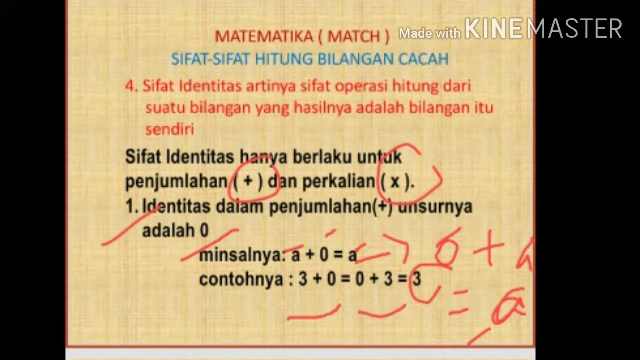 Made with KINEMASTER
MATEMATIKA ( MATCH )
SIFAT-SIFAT HITUNG BILANGAN CACAH
4. Sifat Identitas artinya sifat operasi hitung dari
suatu bilangan yang hasilnya adalah bilangan itu
sendiri
Sifat Identitas hanya berlaku untuk
penjumlahan ( + ) dan perkalian ( x ).
1. Identitas dalam penjumlahan(+) unsurnya
adalah 0
minsalnya: a + 0 = a
0 + a
contohnya : 3 + 0 = 0 + 3 = 3
= a